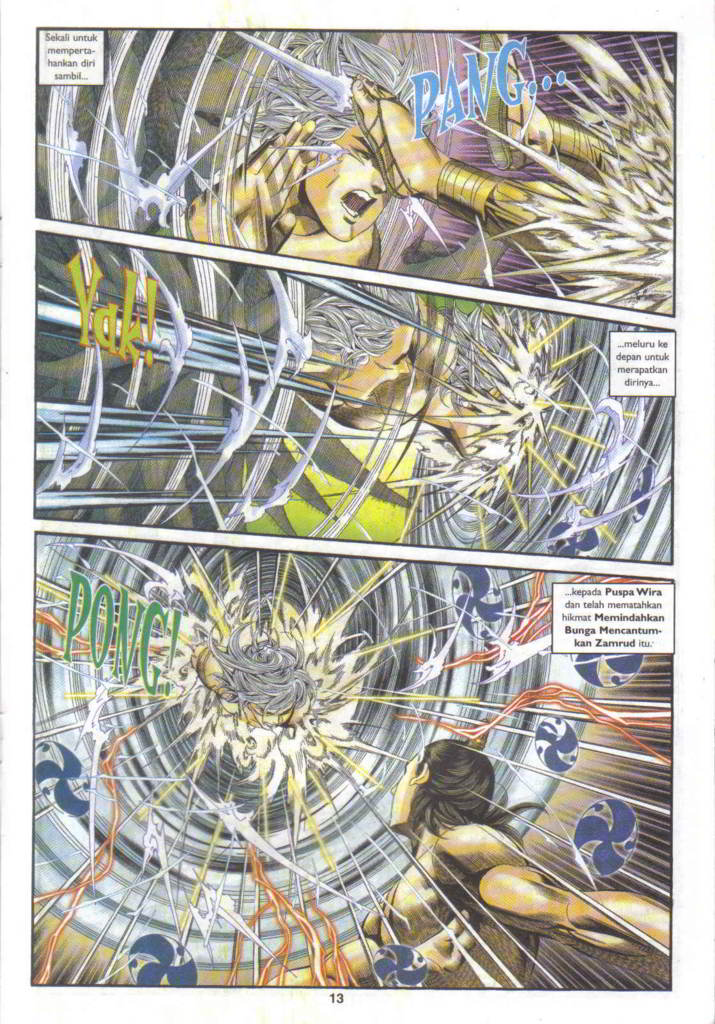 Sekali untuk
memperta-
hankan diri
sambil...
PANG...
Yak!
...meluru ke
depan untuk
merapatkan
dirinya...
PONG!
...kepada Puspa Wira
dan telah mematahkan
hikmat Memindahkan
Bunga Mencantum-
kan Zamrud itu.
13